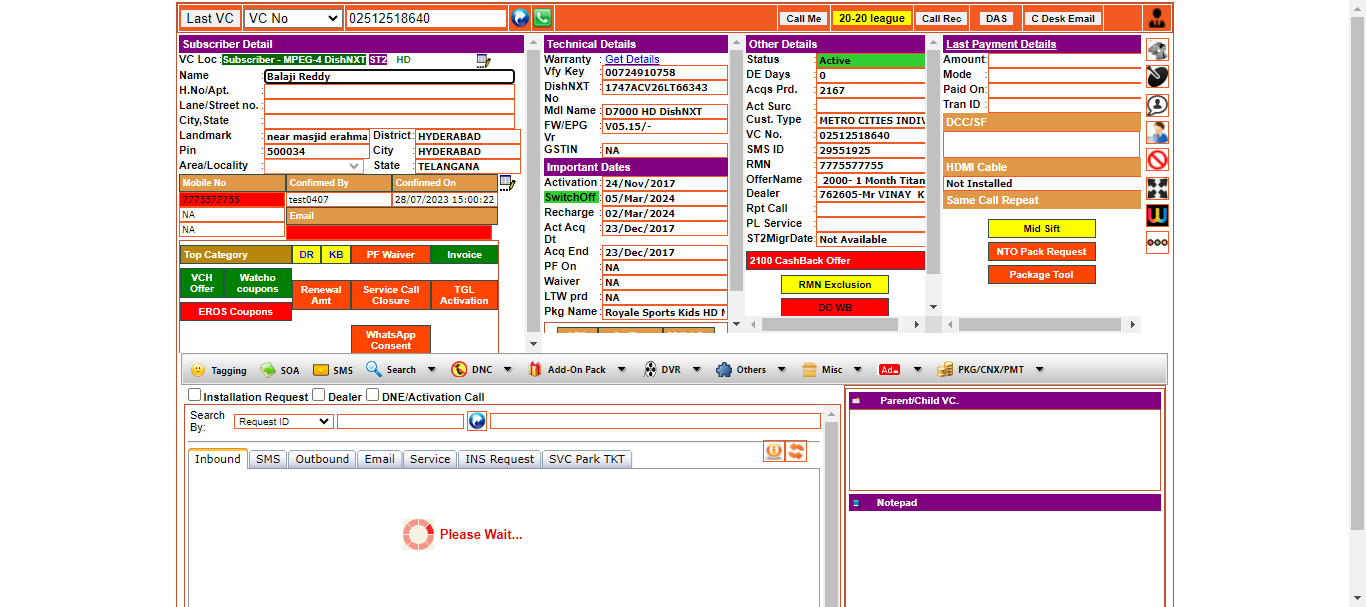 Last VC VC No 02512518640 Call Me 20-20 league Call Rec DAS C Desk Email
Subscriber Detail
VC Loc : Subscriber - MPEG-4 DishNXT ST2 HD
Name : Balaji Reddy
H.No/Apt. :
Lane/Street no. :
City,State :
Landmark : near masjid erahma District : HYDERABAD
Pin : 500034 City : HYDERABAD
Area/Locality : State : TELANGANA
Mobile No Confirmed By Confirmed On
7775577755 test0407 28/07/2023 15:00:22
NA Email
NA
Top Category DR KB PF Waiver Invoice
VCH Offer Watcho coupons Renewal Amt Service Call Closure TGL Activation
EROS Coupons
WhatsApp Consent
Technical Details
Warranty : Get Details
Vfy Key : 00724910758
DishNXT No : 1747ACV26LT66343
Mdl Name : D7000 HD DishNXT
FW/EPG Vr : V05.15/-
GSTIN : NA
Important Dates
Activation : 24/Nov/2017
SwitchOff : 05/Mar/2024
Recharge : 02/Mar/2024
Act Acq Dt : 23/Dec/2017
Acq End : 23/Dec/2017
PF On : NA
Waiver : NA
LTW prd : NA
Pkg Name : Royale Sports Kids HD
Other Details
Status : Active
DE Days : 0
Acqs Prd. : 2167
Act Surc :
Cust. Type : METRO CITIES INDIV
VC No. : 02512518640
SMS ID : 29551925
RMN : 7775577755
OfferName : 2000- 1 Month Titan
Dealer : 762605-Mr VINAY K
Rpt Call :
PL Service :
ST2MigrDate: Not Available
2100 CashBack Offer
RMN Exclusion
DD WB
Last Payment Details
Amount:
Mode :
Paid On:
Tran ID :
DCC/SF
HDMI Cable
Not Installed
Same Call Repeat
Mid Sift
NTO Pack Request
Package Tool
Tagging SOA SMS Search DNC Add-On Pack DVR Others Misc Ad PKG/CNX/PMT
Installation Request Dealer DNE/Activation Call
Search By: Request ID
Inbound SMS Outbound Email Service INS Request SVC Park TKT
Please Wait...
Parent/Child VC.
Notepad